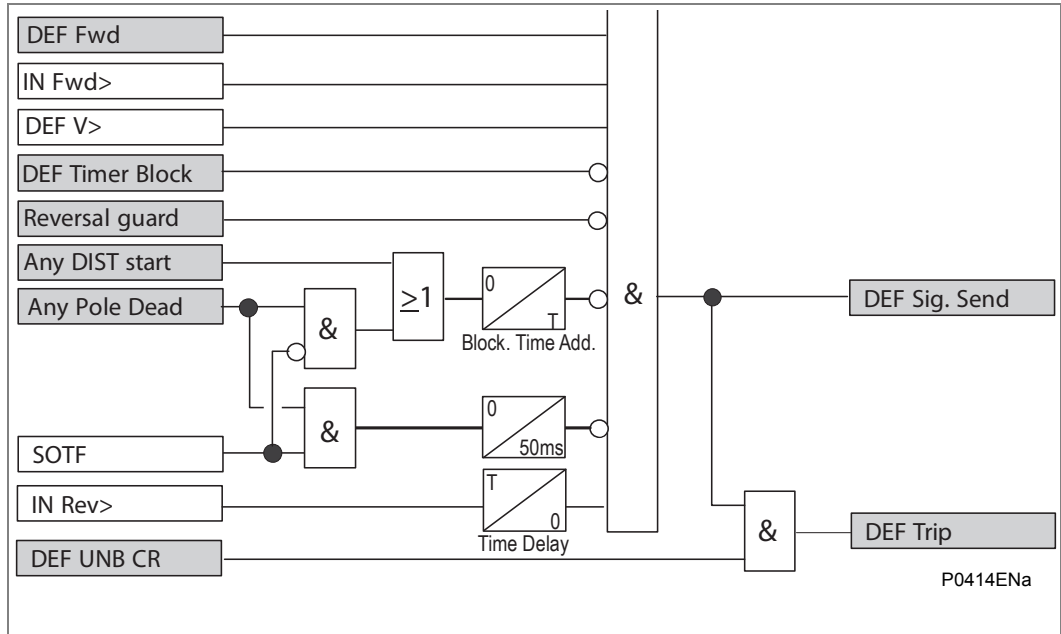 DEF Fwd
IN Fwd>
DEF V>
DEF Timer Block
Reversal guard
Any DIST start
Any Pole Dead
SOTF
IN Rev>
DEF UNB CR
&
&
≥1
0
T
Block. Time Add.
0
50ms
T
0
Time Delay
&
&
DEF Sig. Send
DEF Trip
P0414ENa